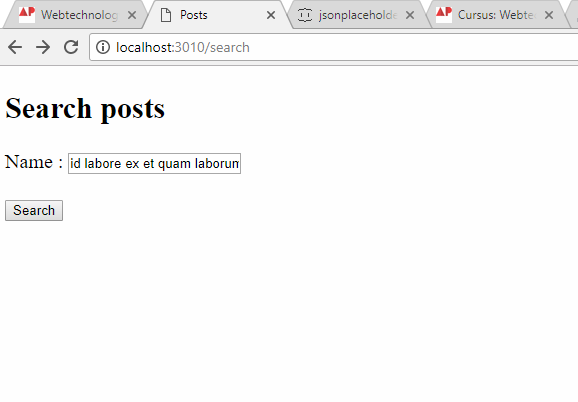 Webtechnolog
Posts
jsonplaceholde
Cursus: Webte
localhost:3010/search
Search posts
Name : id labore ex et quam laborum
Search